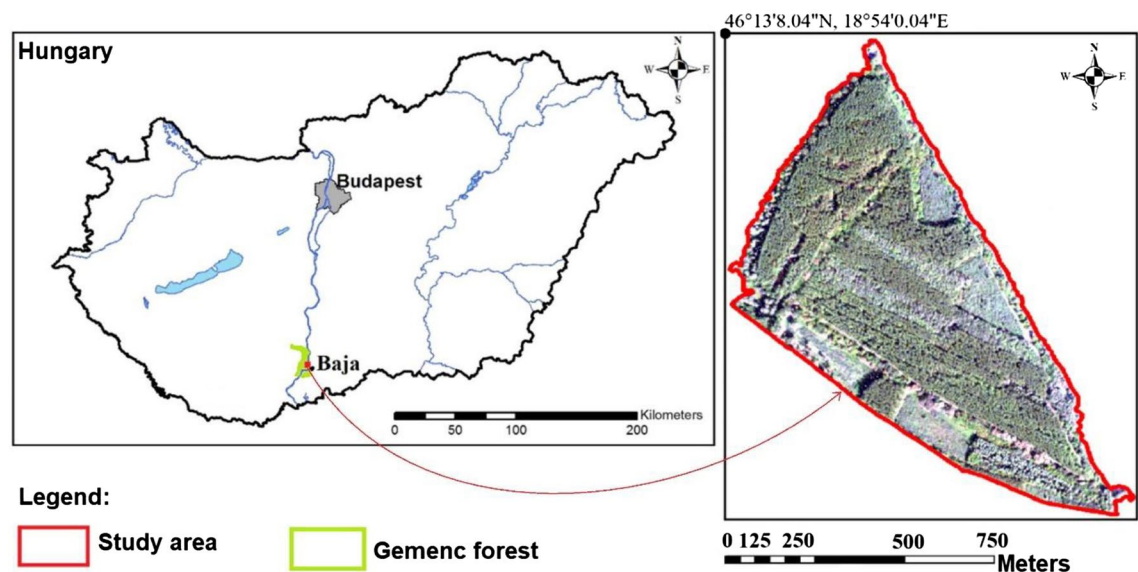 46°13'8.04"N, 18°54'0.04"E
Hungary
N
W E
S
N
W E
S
Budapest
Baja
Kilometers
0 50 100 200
Legend:
Study area
Gemenc forest
0 125 250 500 750
Meters